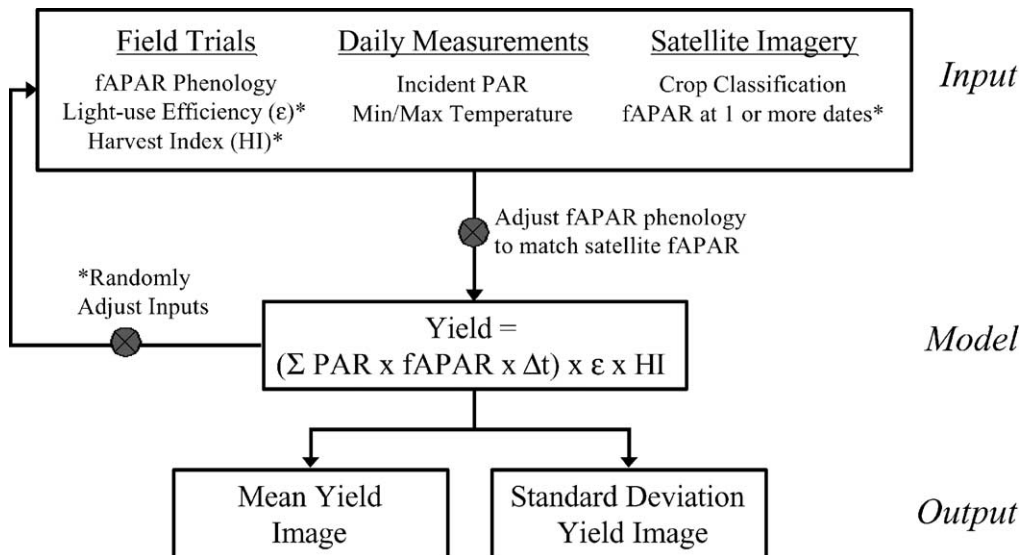 Field Trials
fAPAR Phenology
Light-use Efficiency (ε)*
Harvest Index (HI)*
Daily Measurements
Incident PAR
Min/Max Temperature
Satellite Imagery
Crop Classification
fAPAR at 1 or more dates*
Input
Adjust fAPAR phenology
to match satellite fAPAR
*Randomly
Adjust Inputs
Yield =
(Σ PAR x fAPAR x Δt) x ε x HI
Model
Mean Yield
Image
Standard Deviation
Yield Image
Output